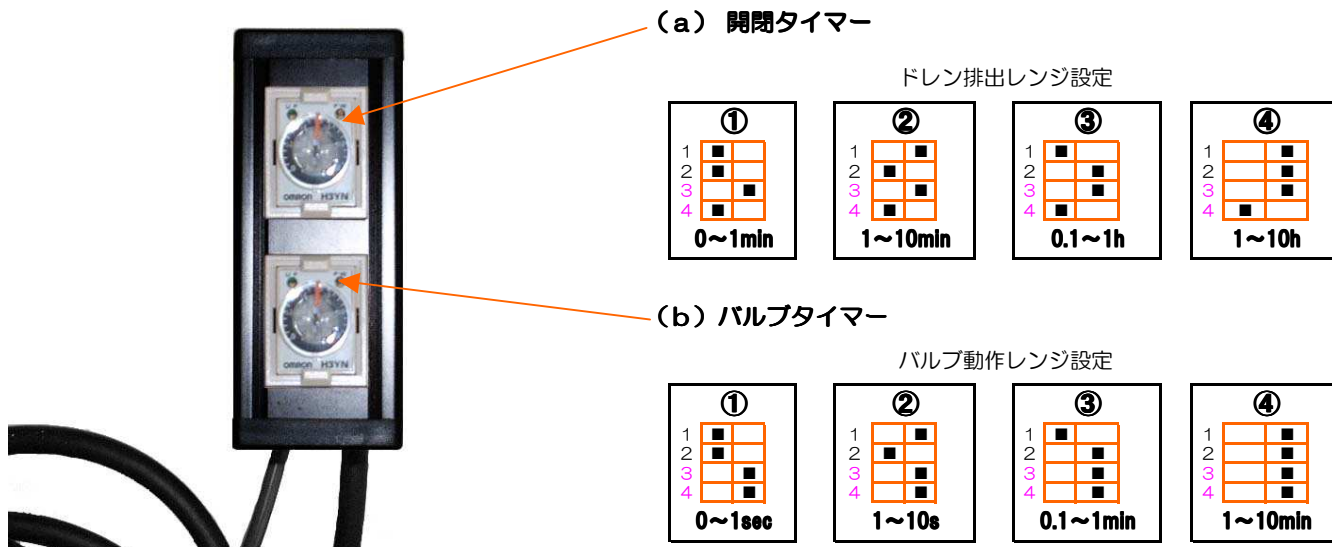 （a） 開閉タイマー
ドレン排出レンジ設定
① ② ③ ④
1 1 1 1
2 2 2 2
3 3 3 3
4 4 4 4
0～1min 1～10min 0.1～1h 1～10h
omron H3YN
（b）バルブタイマー
バルブ動作レンジ設定
① ② ③ ④
1 1 1 1
2 2 2 2
3 3 3 3
4 4 4 4
0～1sec 1～10s 0.1～1min 1～10min
omron H3YN